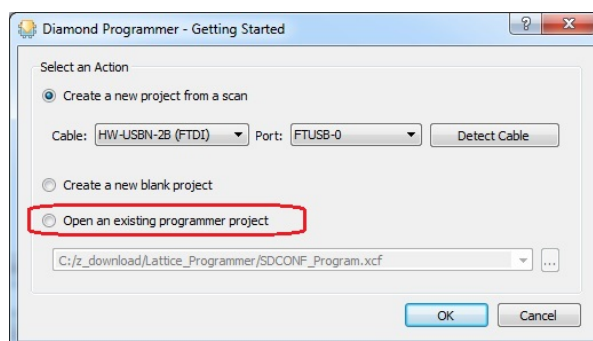 Diamond Programmer - Getting Started
Select an Action
Create a new project from a scan
Cable: HW-USBN-2B (FTDI) Port: FTUSB-0 Detect Cable
Create a new blank project
Open an existing programmer project
C:/z_download/Lattice_Programmer/SDCONF_Program.xcf ...
OK Cancel